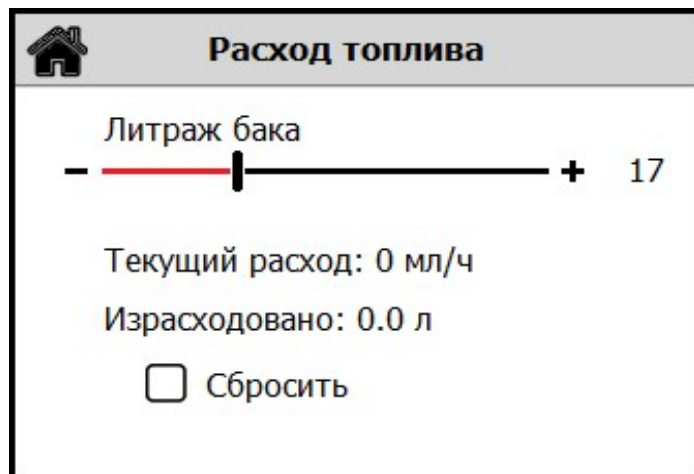 Расход топлива
Литраж бака
- + 17
Текущий расход: 0 мл/ч
Израсходовано: 0.0 л
Сбросить